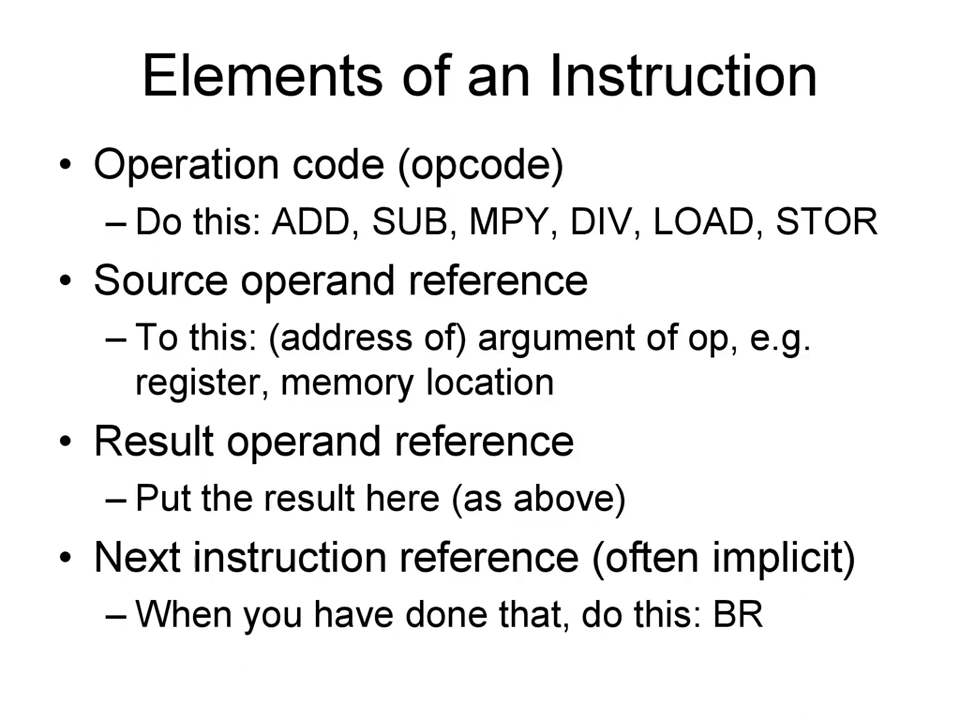 Elements of an Instruction
• Operation code (opcode)
– Do this: ADD, SUB, MPY, DIV, LOAD, STOR
• Source operand reference
– To this: (address of) argument of op, e.g.
register, memory location
• Result operand reference
– Put the result here (as above)
• Next instruction reference (often implicit)
– When you have done that, do this: BR